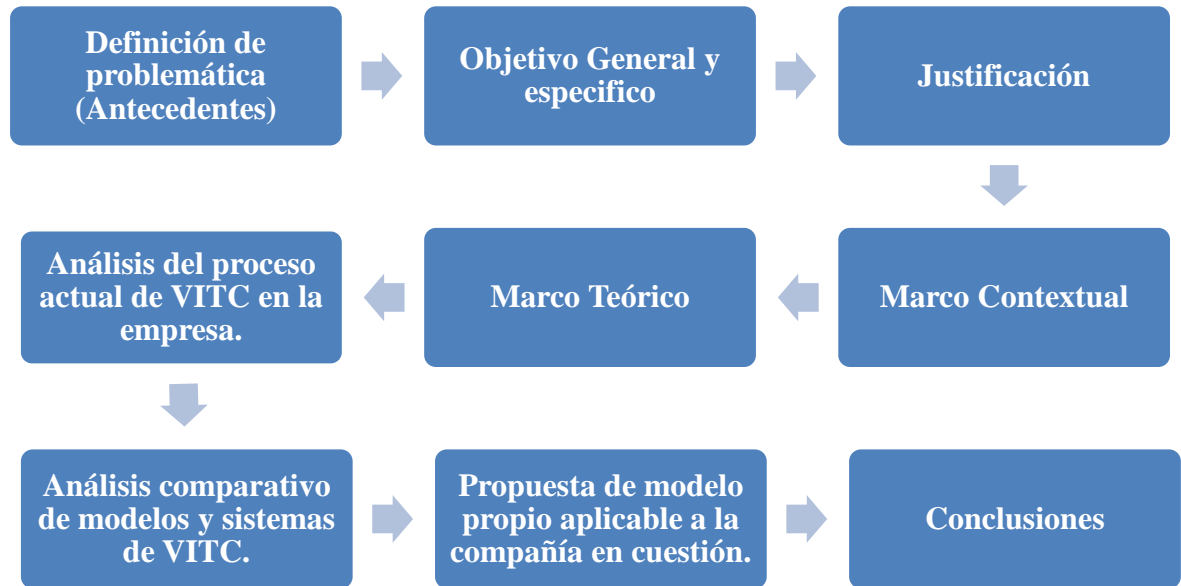 Definición de
problemática
(Antecedentes)
Objetivo General y
especifico
Justificación
Marco Contextual
Marco Teórico
Análisis del proceso
actual de VITC en la
empresa.
Análisis comparativo
de modelos y sistemas
de VITC.
Propuesta de modelo
propio aplicable a la
compañía en cuestión.
Conclusiones